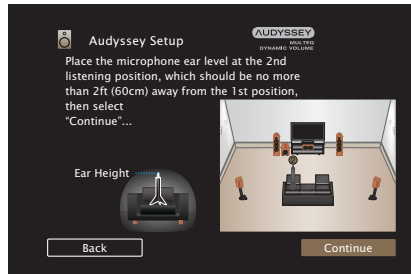 Audyssey Setup
AUDYSSEY
MULTEQ
DYNAMIC VOLUME
Place the microphone ear level at the 2nd
listening position, which should be no more
than 2ft (60cm) away from the 1st position,
then select
“Continue”...
Ear Height
Back
Continue